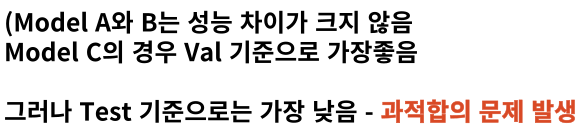 (Model A와 B는 성능 차이가 크지 않음
Model C의 경우 Val 기준으로 가장좋음
그러나 Test 기준으로는 가장 낮음 - 과적합의 문제 발생